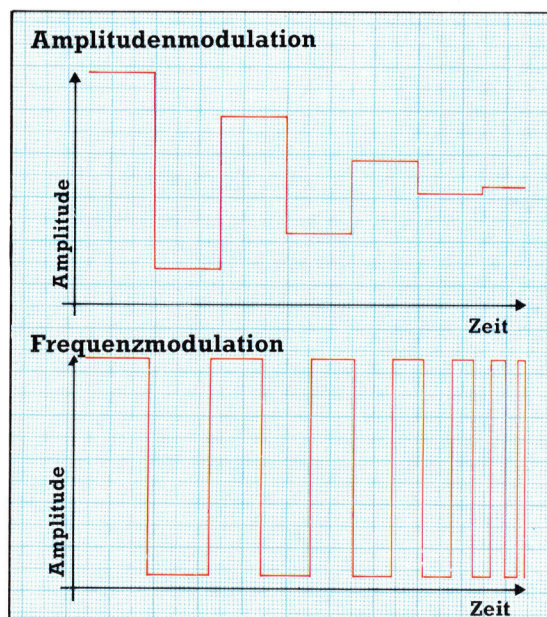 Amplitudenmodulation
Amplitude
Zeit
Frequenzmodulation
Amplitude
Zeit